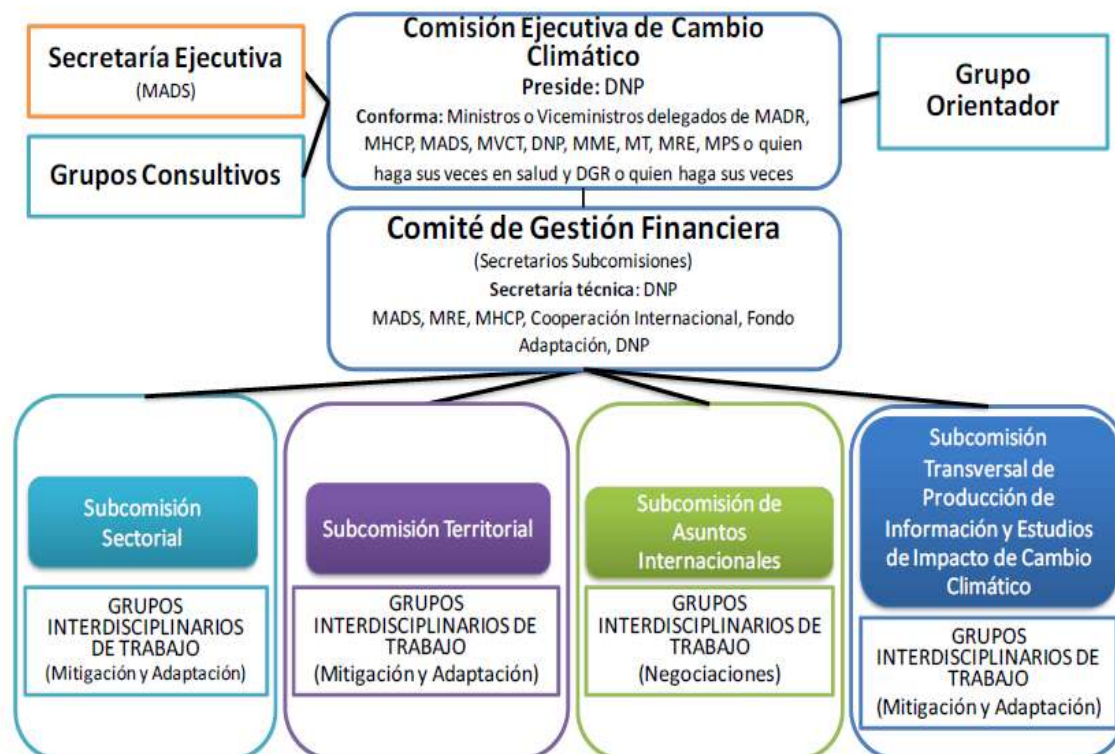 Secretaría Ejecutiva
(MADS)
Grupos Consultivos
Comisión Ejecutiva de Cambio
Climático
Preside: DNP
Conforma: Ministros o Viceministros delegados de MADR,
MHCP, MADS, MVCT, DNP, MME, MT, MRE, MPS o quien
haga sus veces en salud y DGR o quien haga sus veces
Grupo
Orientador
Comité de Gestión Financiera
(Secretarios Subcomisiones)
Secretaría técnica: DNP
MADS, MRE, MHCP, Cooperación Internacional, Fondo
Adaptación, DNP
Subcomisión
Sectorial
GRUPOS
INTERDISCIPLINARIOS
DE TRABAJO
(Mitigación y Adaptación)
Subcomisión Territorial
GRUPOS
INTERDISCIPLINARIOS DE
TRABAJO
(Mitigación y Adaptación)
Subcomisión de
Asuntos
Internacionales
GRUPOS
INTERDISCIPLINARIOS DE
TRABAJO
(Negociaciones)
Subcomisión
Transversal de
Producción de
Información y Estudios
de Impacto de Cambio
Climático
GRUPOS
INTERDISCIPLINARIOS DE
TRABAJO
(Mitigación y Adaptación)